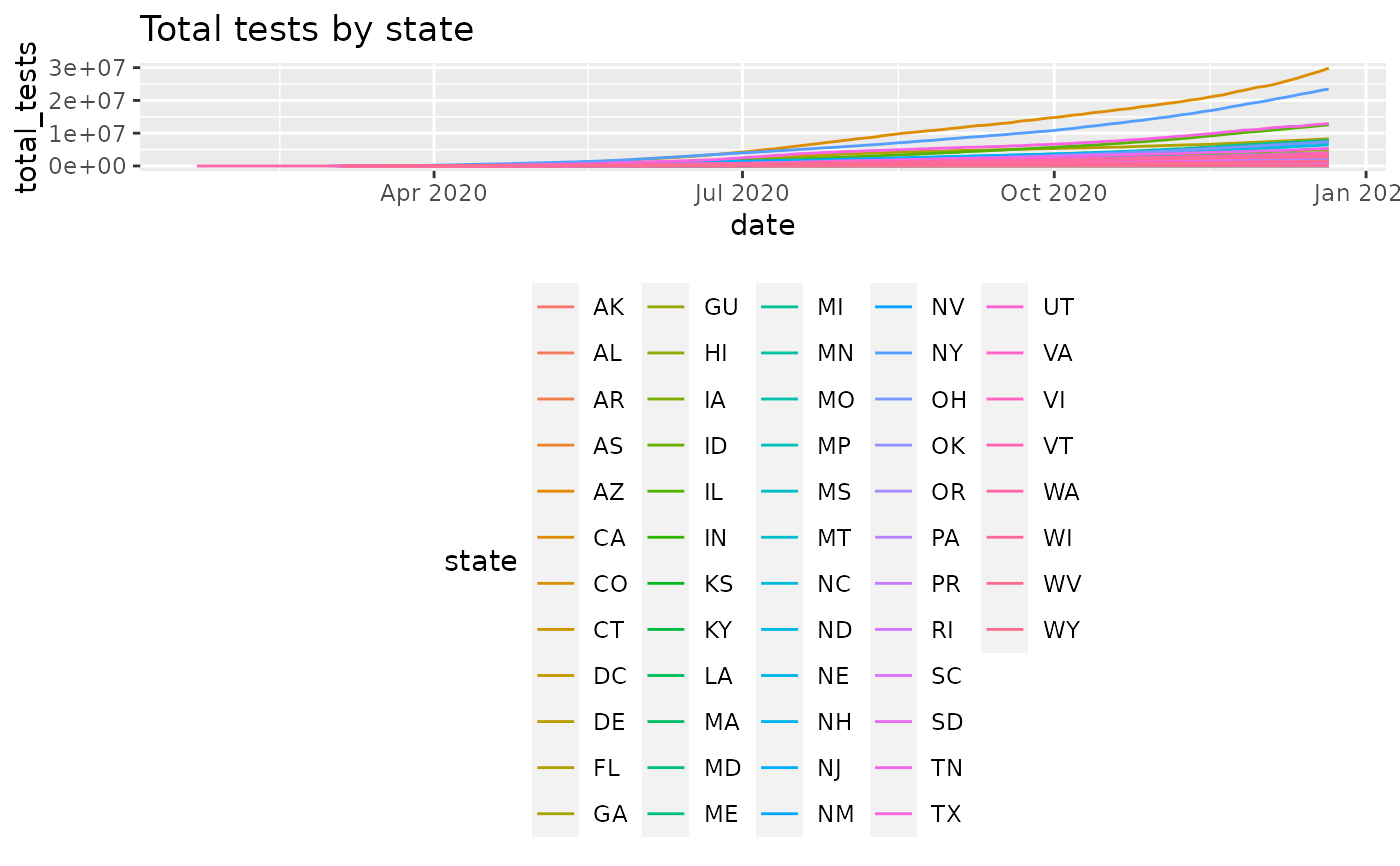 Total tests by state
total_tests
3e+07
2e+07
1e+07
0e+00
Apr 2020 Jul 2020 Oct 2020 Jan 202
date
state
AK GU MI NV UT
AL HI MN NY VA
AR IA MO OH VI
AS ID MP OK VT
AZ IL MS OR WA
CA IN MT PA WI
CO KS NC PR WV
CT KY ND RI WY
DC LA NE SC
DE MA NH SD
FL MD NJ TN
GA ME NM TX